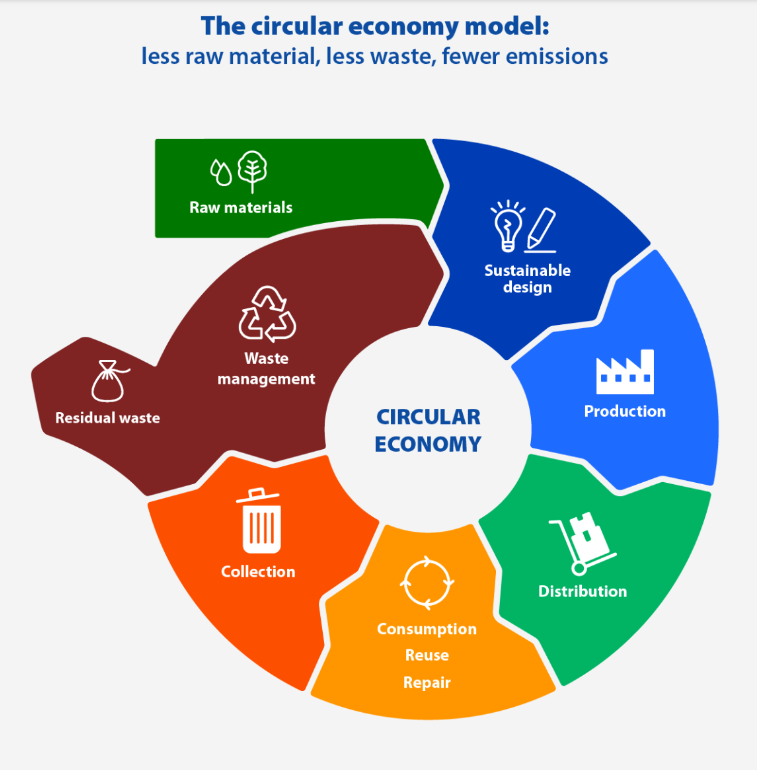 The circular economy model:
less raw material, less waste, fewer emissions
Raw materials
Sustainable
design
Production
Distribution
Consumption
Reuse
Repair
Collection
Waste
management
Residual waste
CIRCULAR
ECONOMY